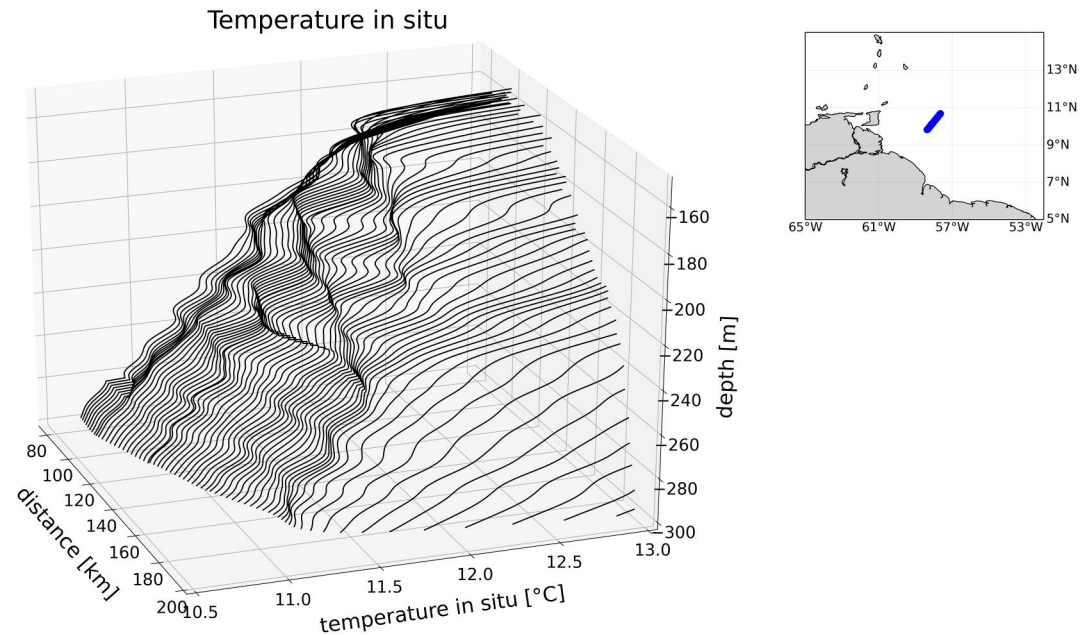 Temperature in situ
160
180
200
220
240
260
280
300
depth [m]
80
100
120
140
160
180
200
distance [km]
10.5
11.0
11.5
12.0
12.5
13.0
temperature in situ [°C]
13°N
11°N
9°N
7°N
5°N
65°W
61°W
57°W
53°W